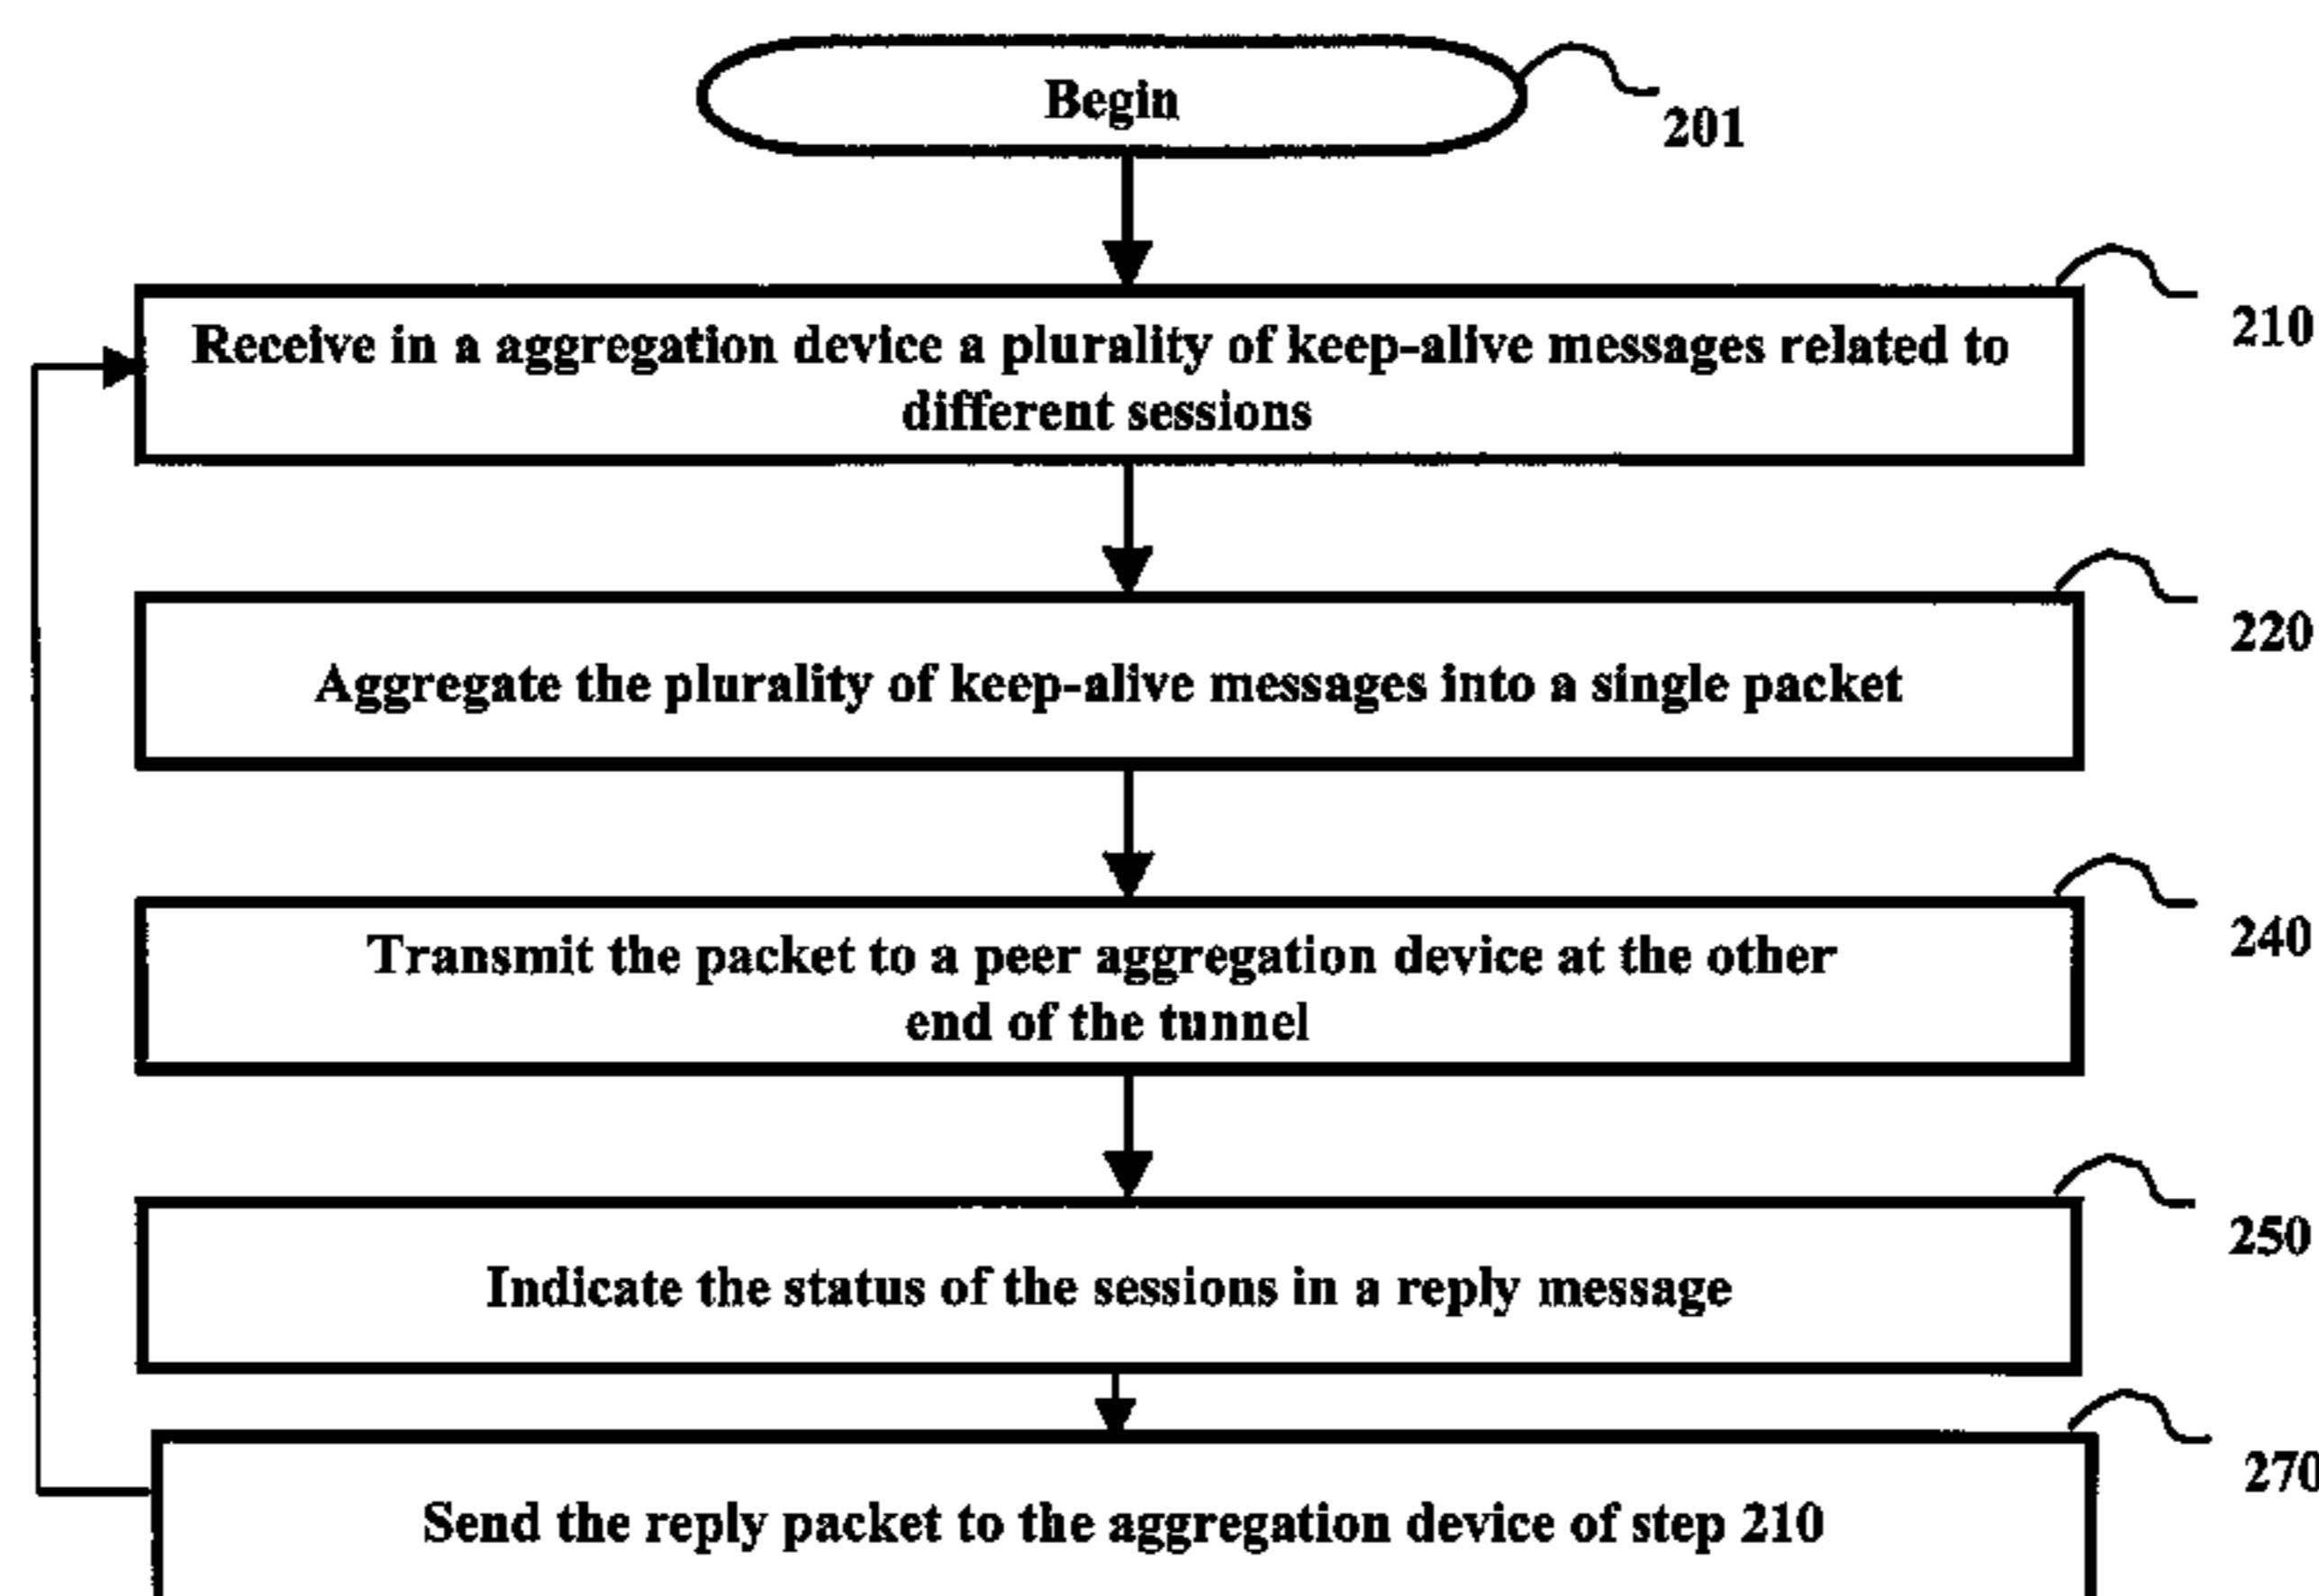 Begin
201
Receive in a aggregation device a plurality of keep-alive messages related to
different sessions
210
Aggregate the plurality of keep-alive messages into a single packet
220
Transmit the packet to a peer aggregation device at the other
end of the tunnel
240
Indicate the status of the sessions in a reply message
250
Send the reply packet to the aggregation device of step 210
270